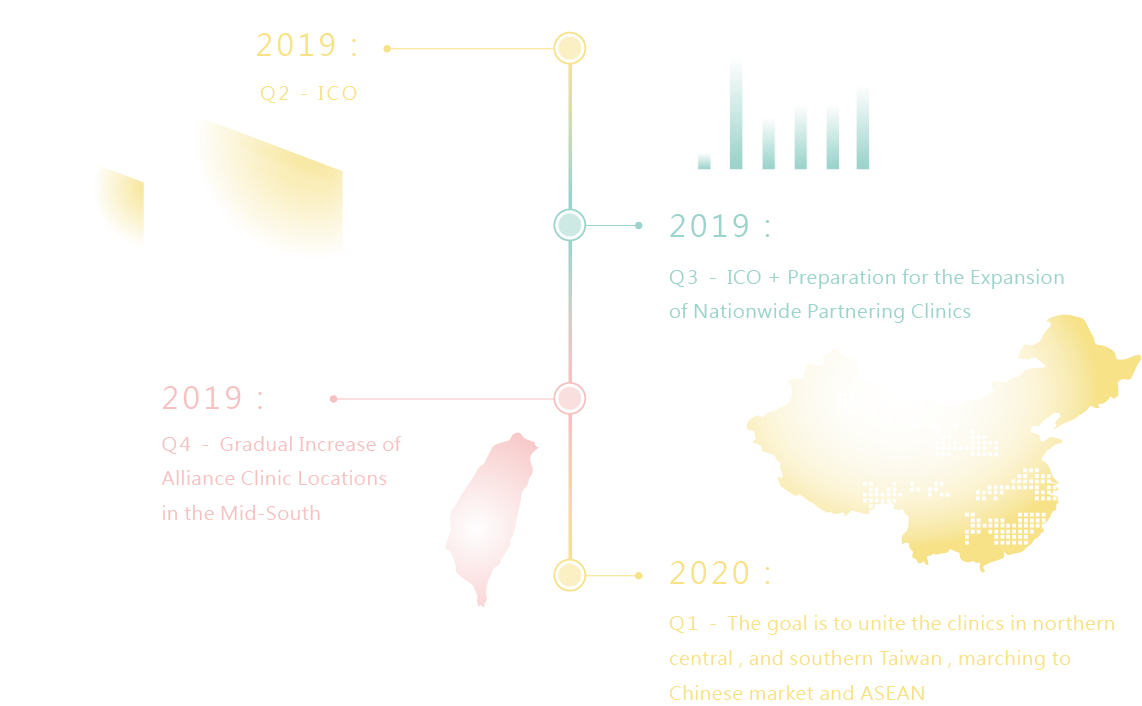 2019 :
Q2 - ICO
2019 :
Q3 - ICO + Preparation for the Expansion
of Nationwide Partnering Clinics
2019 :
Q4 - Gradual Increase of
Alliance Clinic Locations
in the Mid-South
2020 :
Q1 - The goal is to unite the clinics in northern
central , and southern Taiwan , marching to
Chinese market and ASEAN